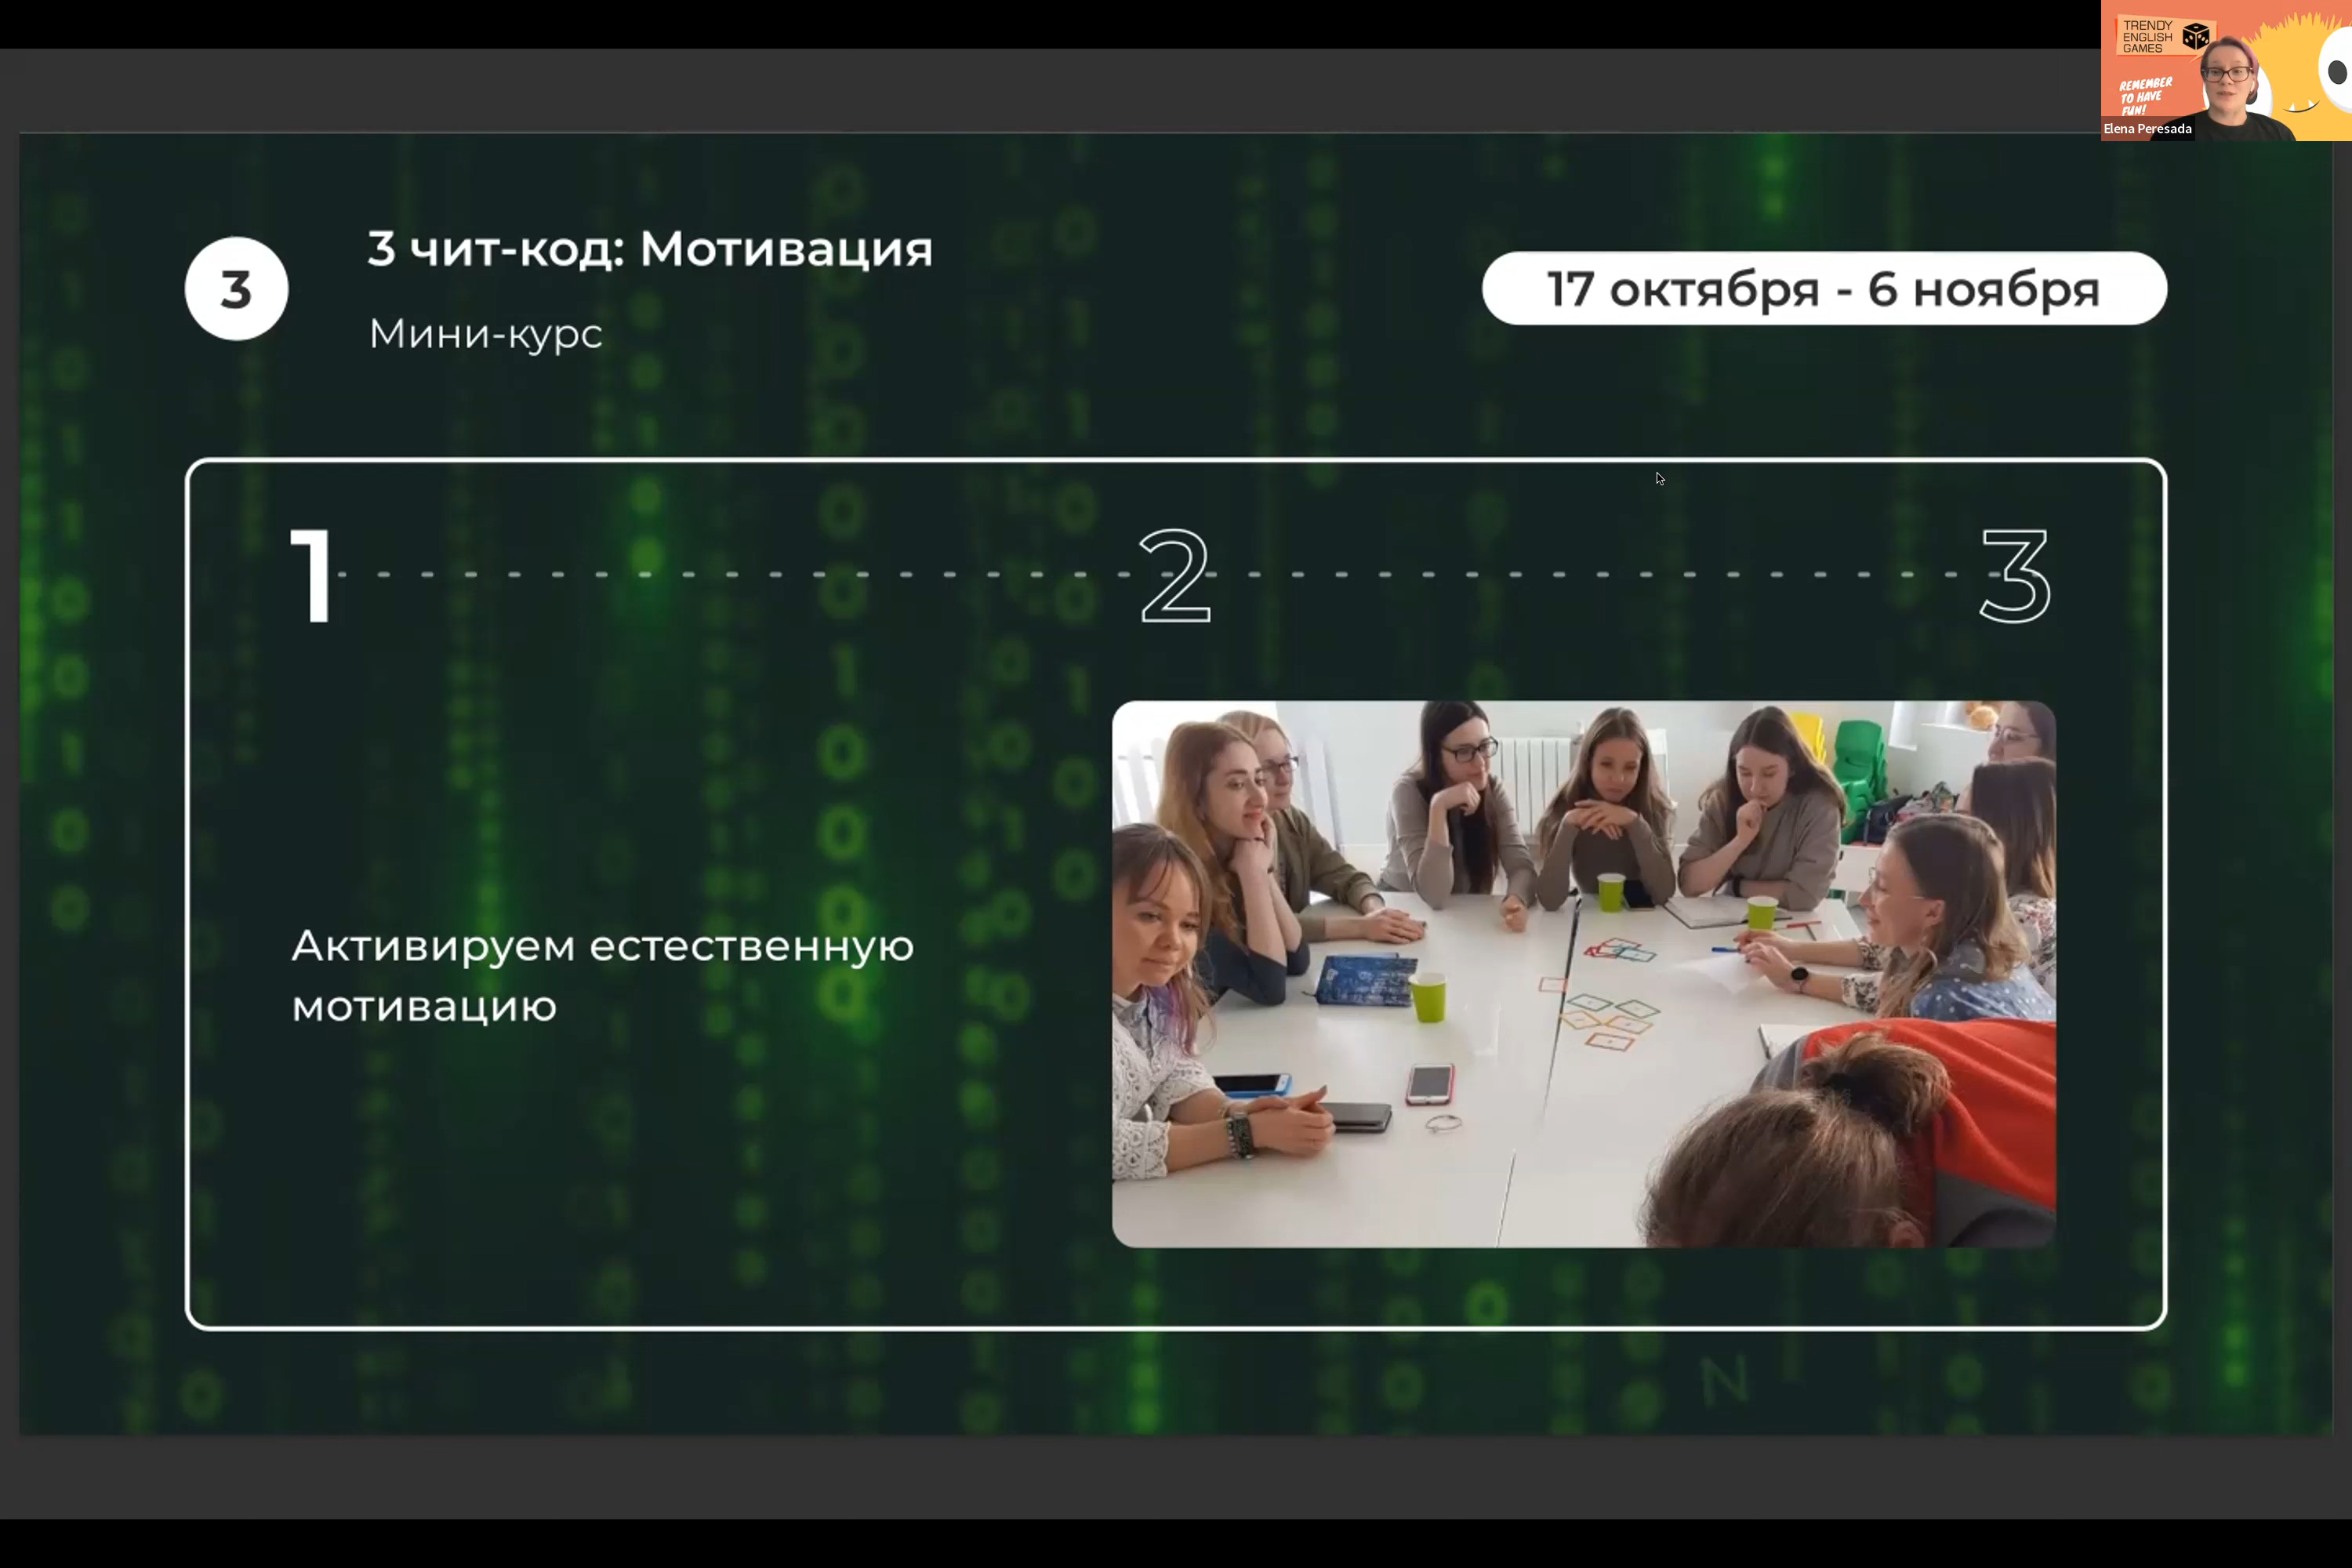 TRENDY
ENGLISH
GAMES
REMEMBER
TO HAVE
FUN!
Elena Peresada
3
3 чит-код: Мотивация
Мини-курс
17 октября - 6 ноября
1
2
3
Активируем естественную
мотивацию